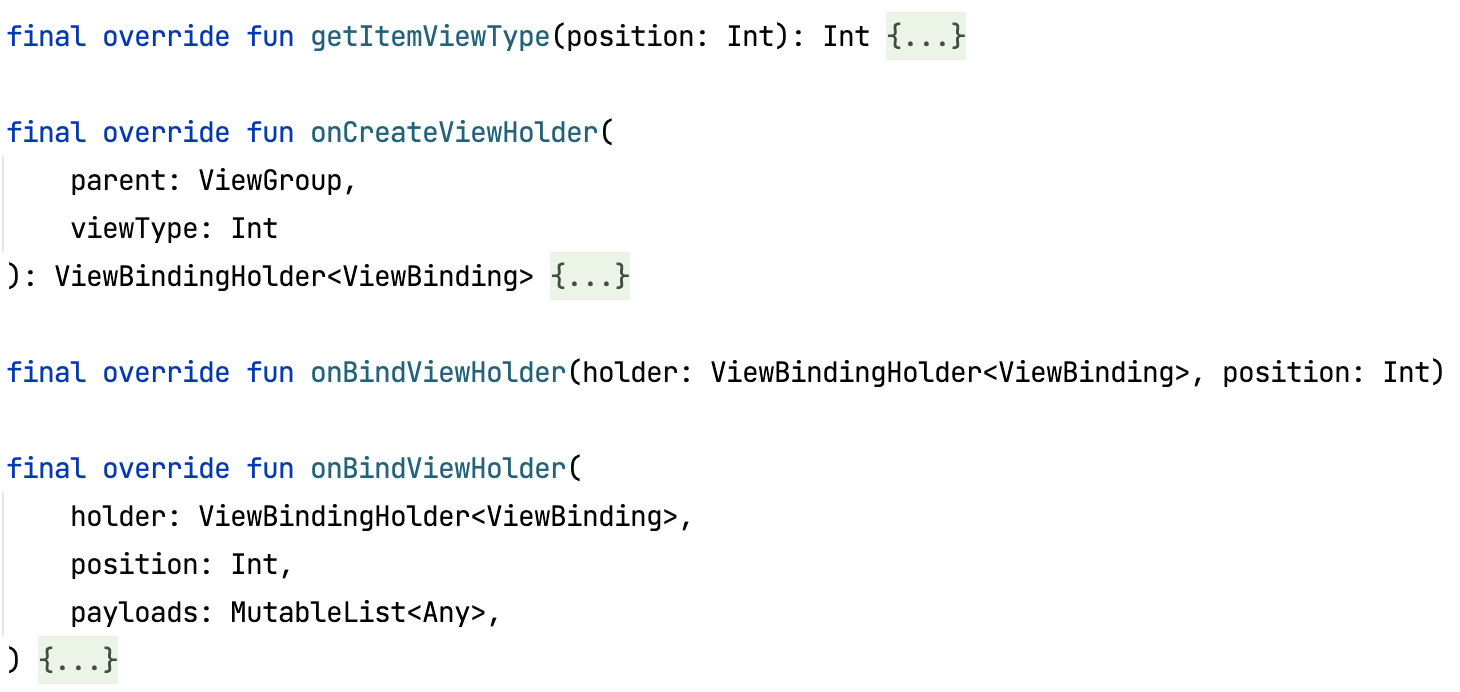 final override fun getItemViewType(position: Int): Int {...}
final override fun onCreateViewHolder(
    parent: ViewGroup,
    viewType: Int
): ViewBindingHolder<ViewBinding> {...}
final override fun onBindViewHolder(holder: ViewBindingHolder<ViewBinding>, position: Int)
final override fun onBindViewHolder(
    holder: ViewBindingHolder<ViewBinding>,
    position: Int,
    payloads: MutableList<Any>,
) {...}